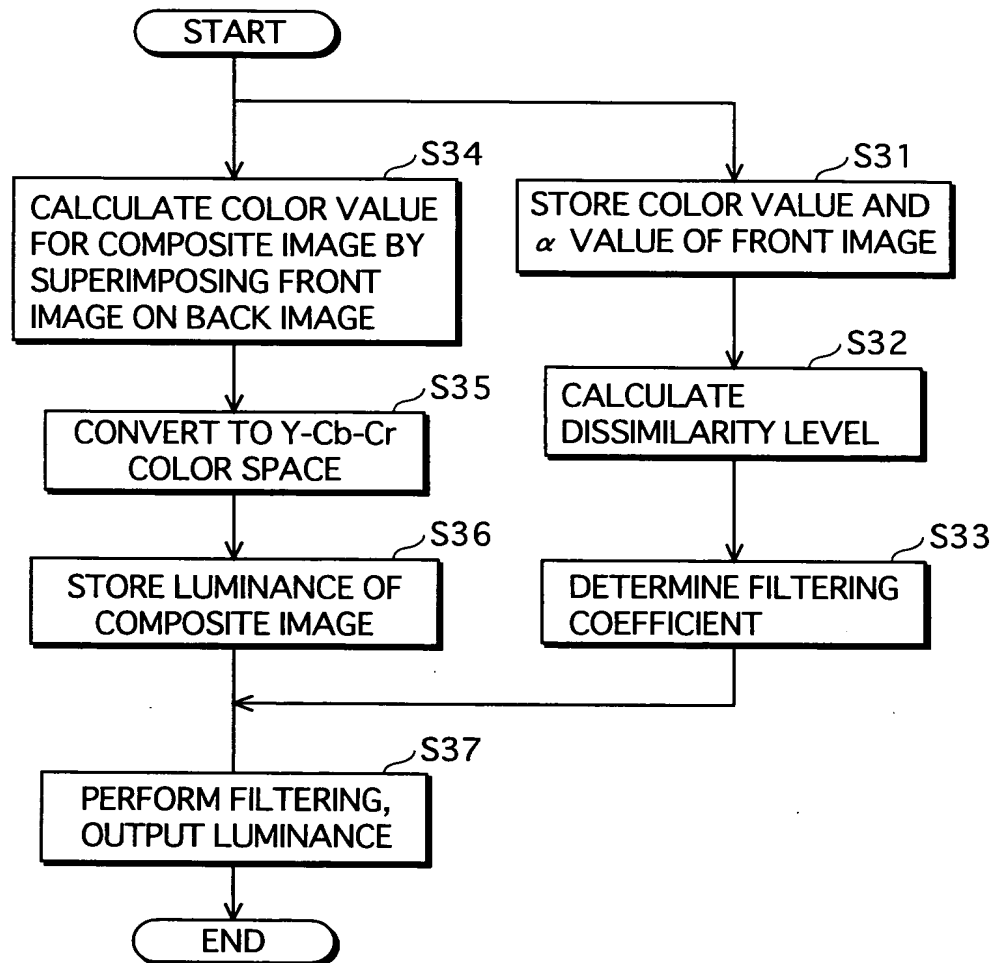 START
S34
CALCULATE COLOR VALUE
FOR COMPOSITE IMAGE BY
SUPERIMPOSING FRONT
IMAGE ON BACK IMAGE
S31
STORE COLOR VALUE AND
α VALUE OF FRONT IMAGE
S35
CONVERT TO Y-Cb-Cr
COLOR SPACE
S32
CALCULATE
DISSIMILARITY LEVEL
S36
STORE LUMINANCE OF
COMPOSITE IMAGE
S33
DETERMINE FILTERING
COEFFICIENT
S37
PERFORM FILTERING,
OUTPUT LUMINANCE
END